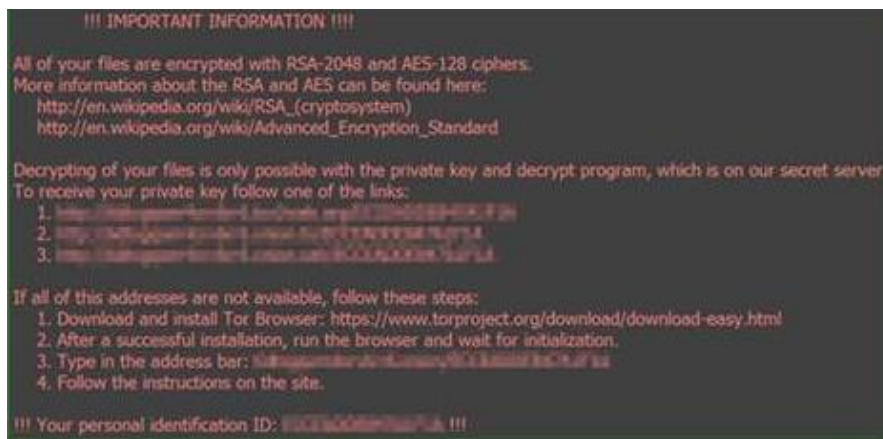 !!! IMPORTANT INFORMATION !!!!
All of your files are encrypted with RSA-2048 and AES-128 ciphers.
More information about the RSA and AES can be found here:
http://en.wikipedia.org/wiki/RSA_(cryptosystem)
http://en.wikipedia.org/wiki/Advanced_Encryption_Standard
Decrypting of your files is only possible with the private key and decrypt program, which is on our secret server
To receive your private key follow one of the links:
1.
2.
3.
If all of this addresses are not available, follow these steps:
1. Download and install Tor Browser: https://www.torproject.org/download/download-easy.html
2. After a successful installation, run the browser and wait for initialization.
3. Type in the address bar:
4. Follow the instructions on the site.
!!! Your personal identification ID: !!!